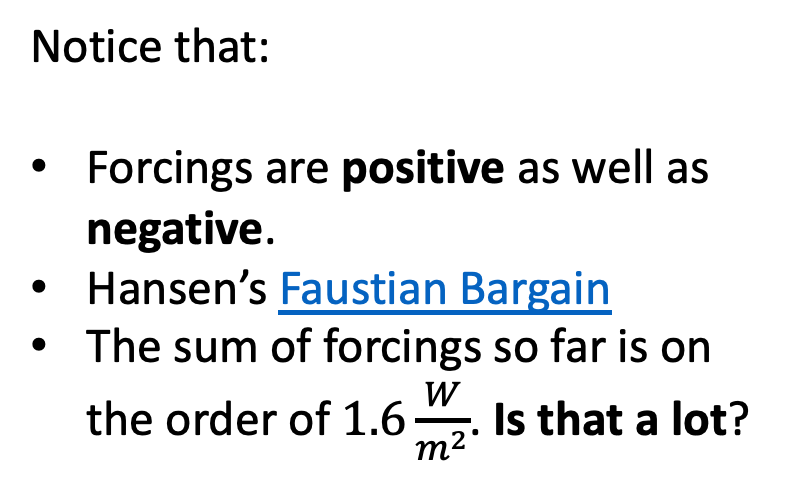 Notice that:
• Forcings are positive as well as
negative.
• Hansen’s Faustian Bargain
• The sum of forcings so far is on
the order of 1.6 W/m². Is that a lot?